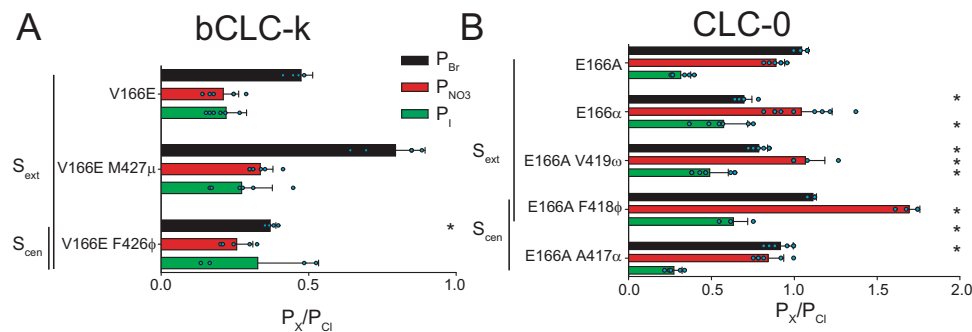 A
bCLC-k
P_Br
P_NO3
P_I
V166E
V166E M427μ
V166E F426ϕ
S_ext
S_cen
*
0.0
0.5
1.0
P_X/P_Cl
B
CLC-0
E166A
E166α
E166A V419ω
E166A F418ϕ
E166A A417α
S_ext
S_cen
*
*
*
*
*
*
*
*
0.0
0.5
1.0
1.5
2.0
P_X/P_Cl